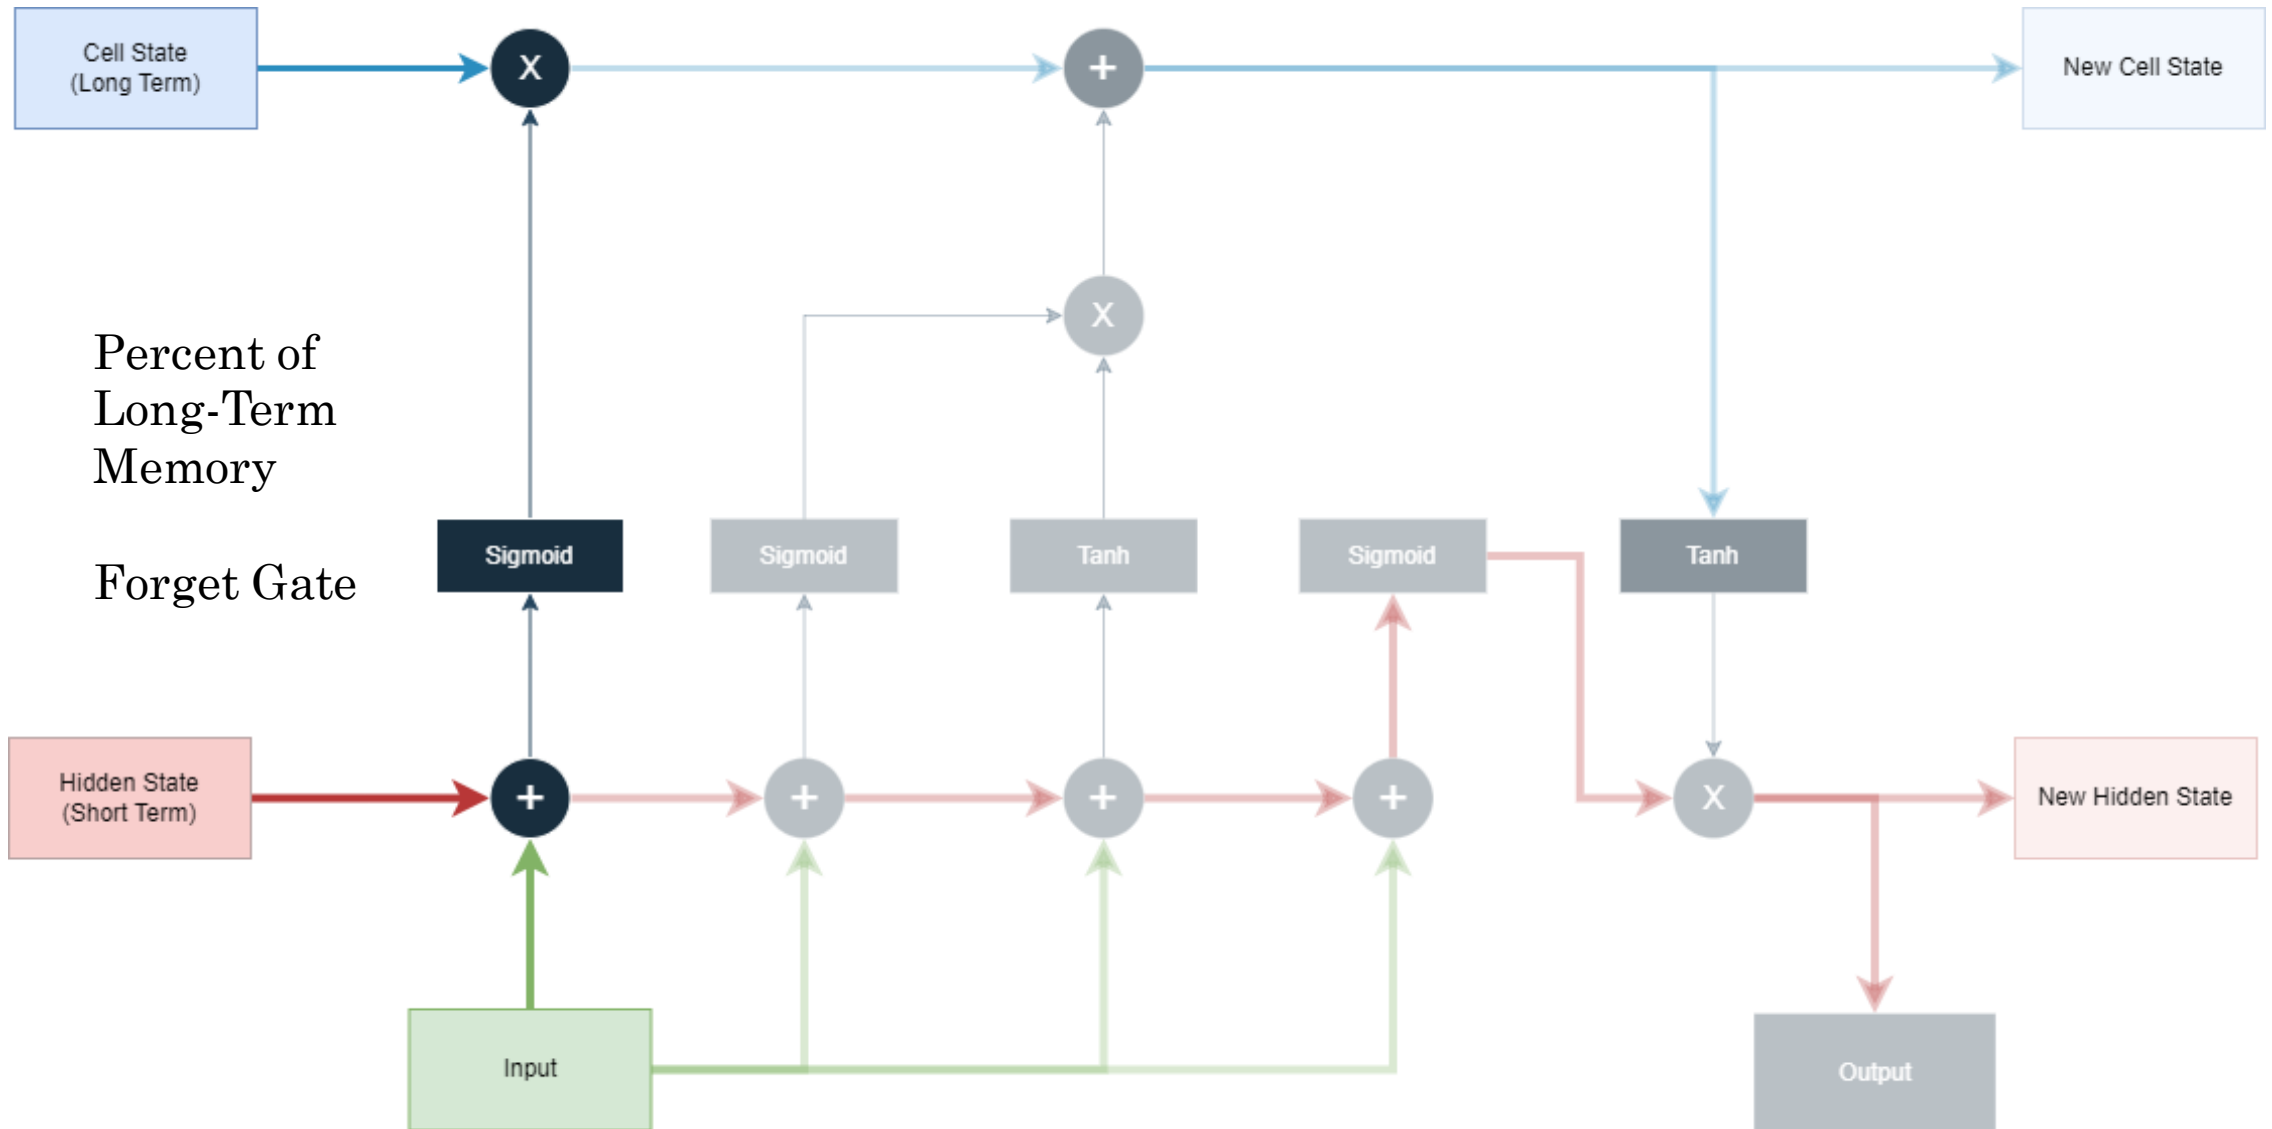 Cell State
(Long Term)
X
+
New Cell State
X
Percent of
Long-Term
Memory
Forget Gate
Sigmoid
Sigmoid
Tanh
Sigmoid
Tanh
Hidden State
(Short Term)
+
+
+
+
X
New Hidden State
Input
Output